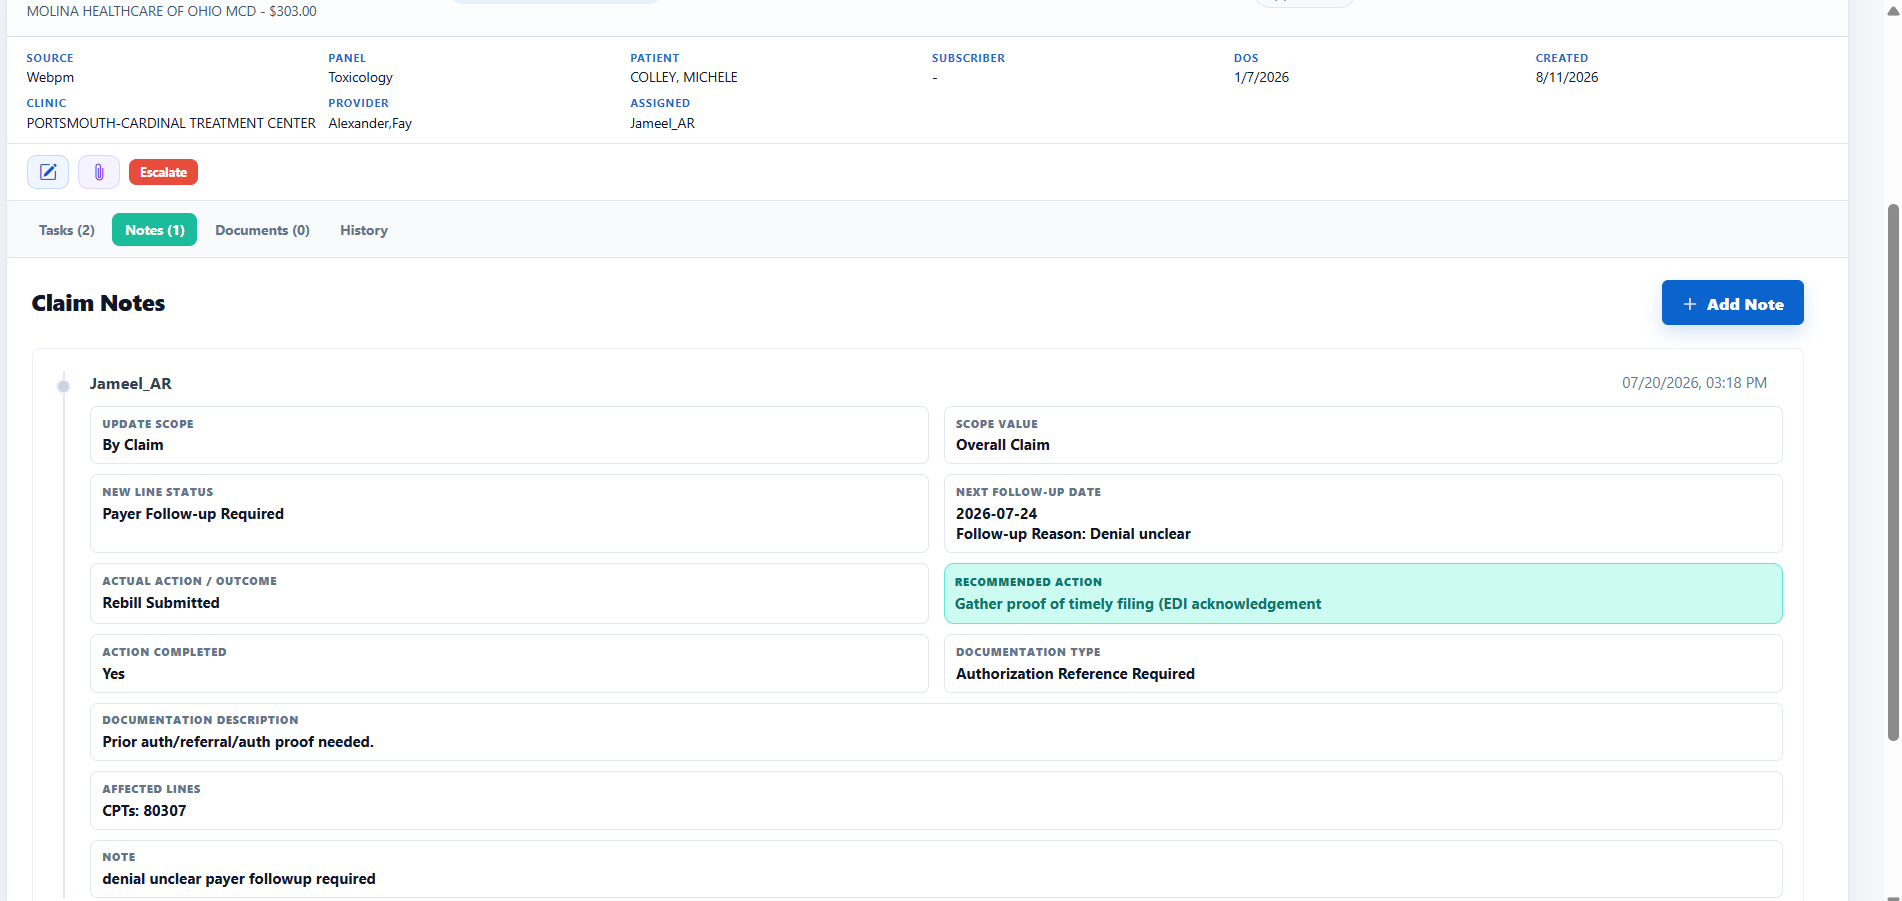 MOLINA HEALTHCARE OF OHIO MCD - $303.00
SOURCE
Webpm
PANEL
Toxicology
PATIENT
COLLEY, MICHELE
SUBSCRIBER
-
DOS
1/7/2026
CREATED
8/11/2026
CLINIC
PORTSMOUTH-CARDINAL TREATMENT CENTER
PROVIDER
Alexander,Fay
ASSIGNED
Jameel_AR
Escalate
Tasks (2)
Notes (1)
Documents (0)
History
Claim Notes
+ Add Note
Jameel_AR
07/20/2026, 03:18 PM
UPDATE SCOPE
By Claim
SCOPE VALUE
Overall Claim
NEW LINE STATUS
Payer Follow-up Required
NEXT FOLLOW-UP DATE
2026-07-24
Follow-up Reason: Denial unclear
ACTUAL ACTION / OUTCOME
Rebill Submitted
RECOMMENDED ACTION
Gather proof of timely filing (EDI acknowledgement
ACTION COMPLETED
Yes
DOCUMENTATION TYPE
Authorization Reference Required
DOCUMENTATION DESCRIPTION
Prior auth/referral/auth proof needed.
AFFECTED LINES
CPTs: 80307
NOTE
denial unclear payer followup required